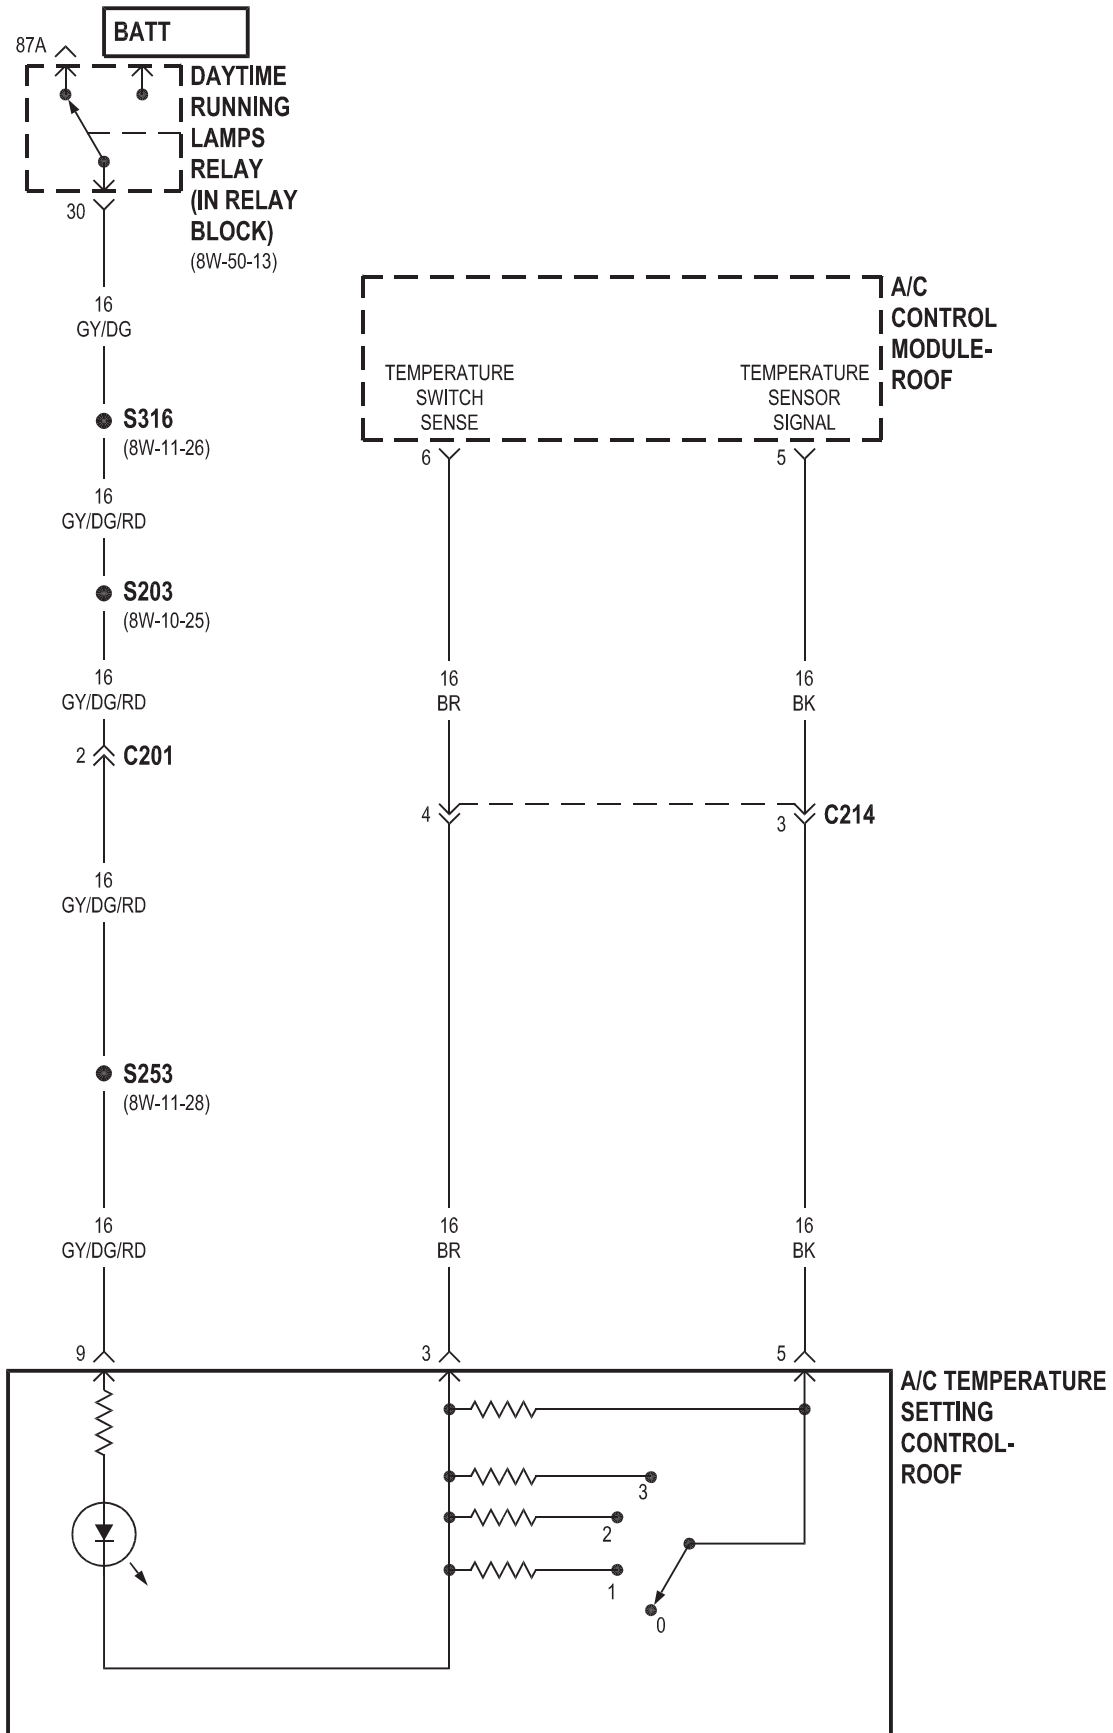 BATT
87A
DAYTIME
RUNNING
LAMPS
RELAY
(IN RELAY
BLOCK)
(8W-50-13)
30
16
GY/DG
S316
(8W-11-26)
16
GY/DG/RD
S203
(8W-10-25)
16
GY/DG/RD
2
C201
16
GY/DG/RD
S253
(8W-11-28)
16
GY/DG/RD
9
A/C
CONTROL
MODULE-
ROOF
TEMPERATURE
SWITCH
SENSE
TEMPERATURE
SENSOR
SIGNAL
6
5
16
BR
16
BK
4
3
C214
16
BR
16
BK
3
5
A/C TEMPERATURE
SETTING
CONTROL-
ROOF
3
2
1
0